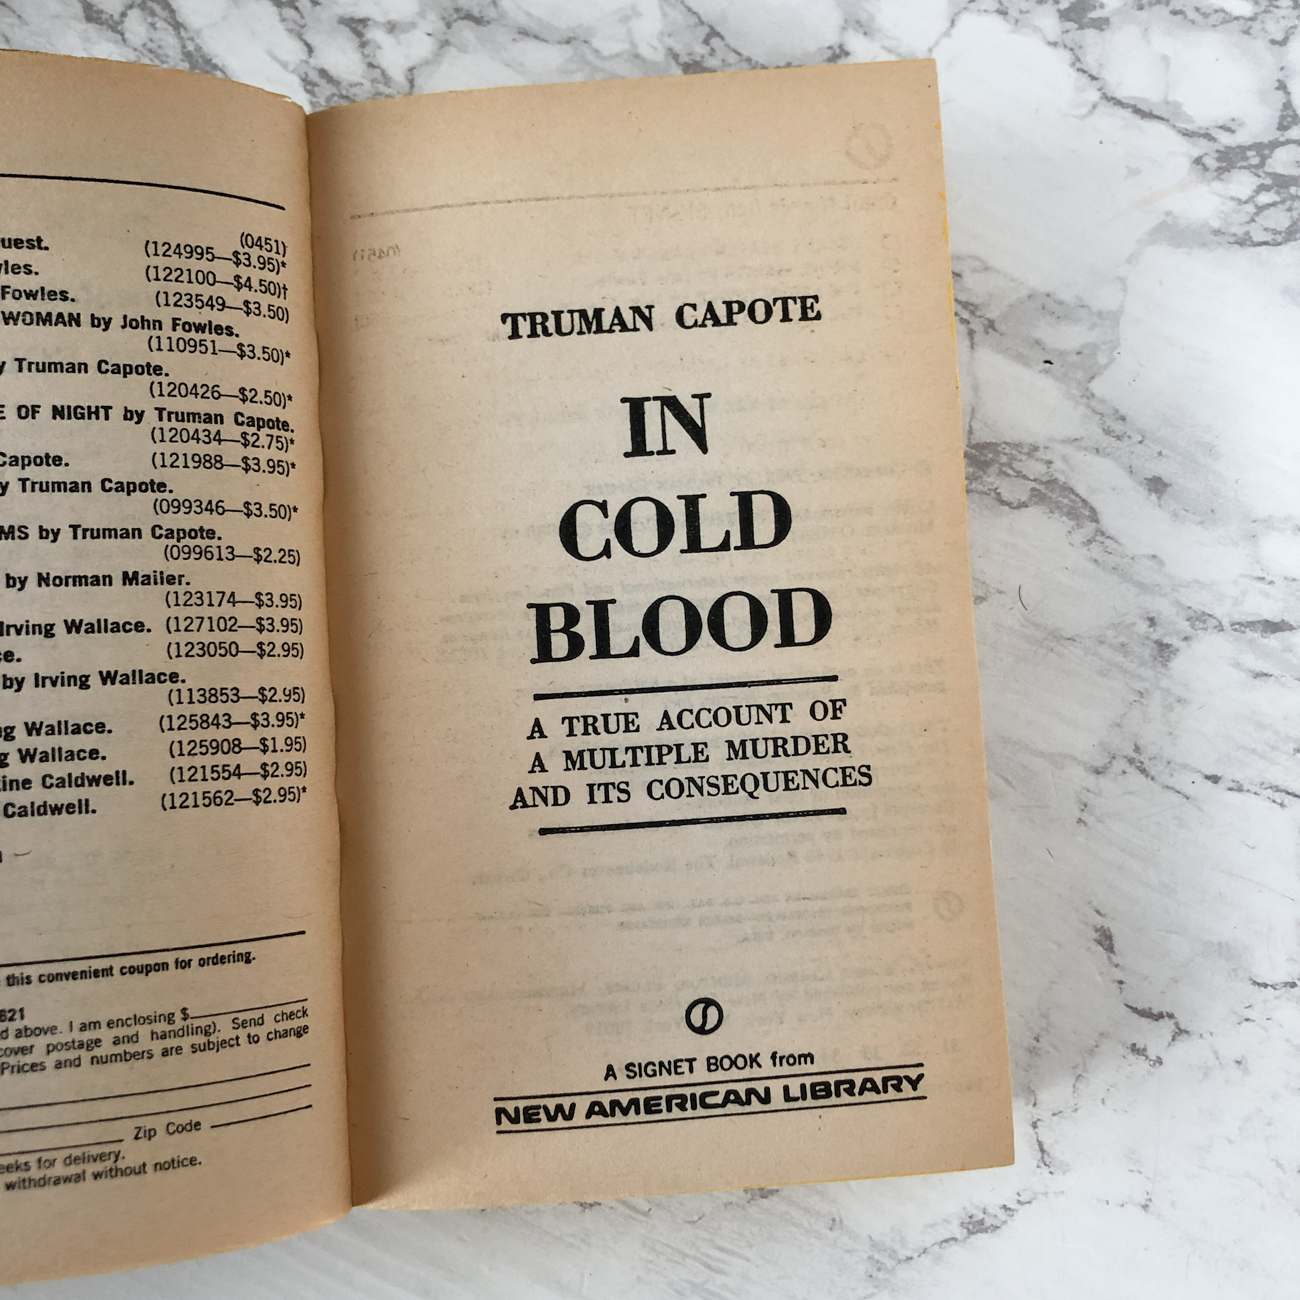 (0451)
uest. (124995—$3.95)*
les. (122100—$4.50)†
Fowles. (123549—$3.50)
WOMAN by John Fowles.
(110951—$3.50)*
y Truman Capote.
(120426—$2.50)*
E OF NIGHT by Truman Capote.
(120434—$2.75)*
Capote. (121988—$3.95)*
y Truman Capote.
(099346—$3.50)*
MS by Truman Capote.
(099613—$2.25)
by Norman Mailer.
(123174—$3.95)
Irving Wallace. (127102—$3.95)
e. (123050—$2.95)
by Irving Wallace.
(113853—$2.95)
ng Wallace. (125843—$3.95)*
g Wallace. (125908—$1.95)
ine Caldwell. (121554—$2.95)
Caldwell. (121562—$2.95)*
this convenient coupon for ordering.
621
d above. I am enclosing $
cover postage and handling). Send check
Prices and numbers are subject to change
Zip Code
eeks for delivery.
withdrawal without notice.
TRUMAN CAPOTE
IN
COLD
BLOOD
A TRUE ACCOUNT OF
A MULTIPLE MURDER
AND ITS CONSEQUENCES
A SIGNET BOOK from
NEW AMERICAN LIBRARY